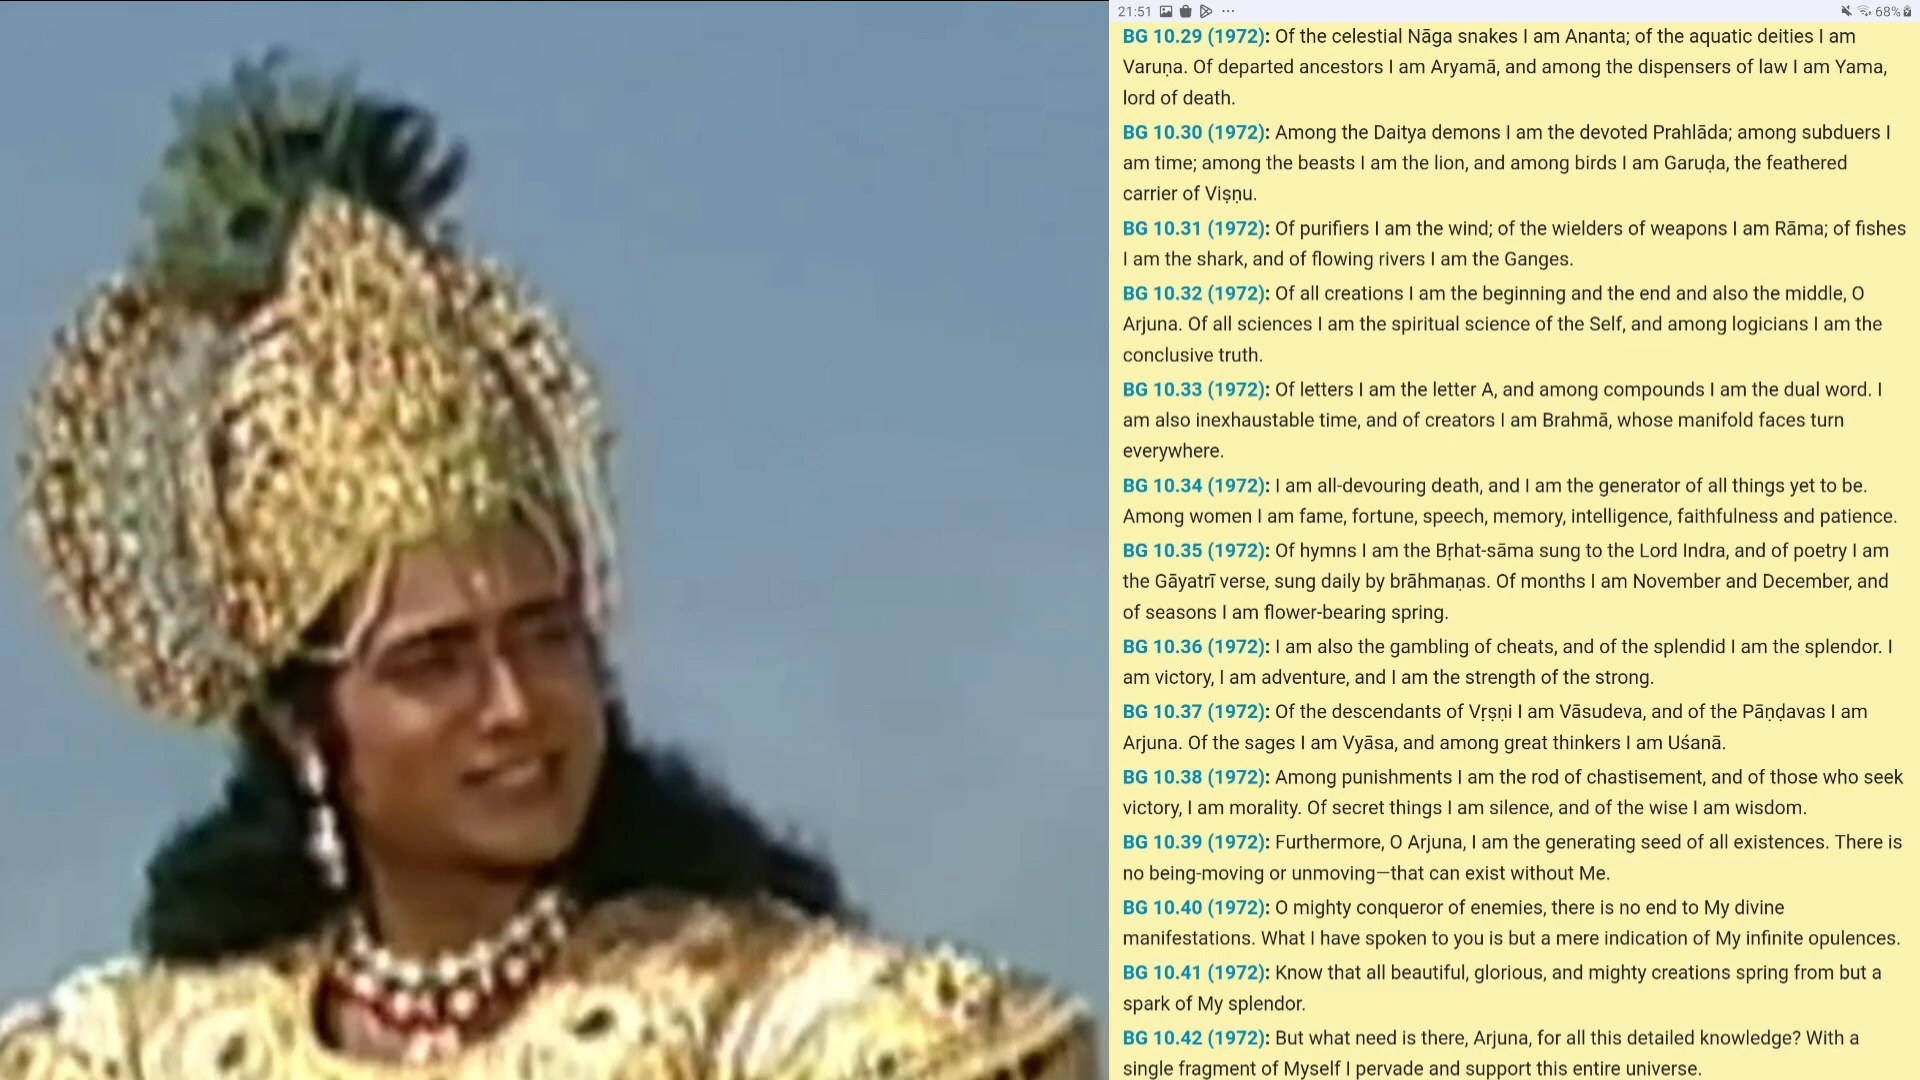 21:51
68%
BG 10.29 (1972): Of the celestial Nāga snakes I am Ananta; of the aquatic deities I am
Varuṇa. Of departed ancestors I am Aryamā, and among the dispensers of law I am Yama,
lord of death.
BG 10.30 (1972): Among the Daitya demons I am the devoted Prahlāda; among subduers I
am time; among the beasts I am the lion, and among birds I am Garuḍa, the feathered
carrier of Viṣṇu.
BG 10.31 (1972): Of purifiers I am the wind; of the wielders of weapons I am Rāma; of fishes
I am the shark, and of flowing rivers I am the Ganges.
BG 10.32 (1972): Of all creations I am the beginning and the end and also the middle, O
Arjuna. Of all sciences I am the spiritual science of the Self, and among logicians I am the
conclusive truth.
BG 10.33 (1972): Of letters I am the letter A, and among compounds I am the dual word. I
am also inexhaustable time, and of creators I am Brahmā, whose manifold faces turn
everywhere.
BG 10.34 (1972): I am all-devouring death, and I am the generator of all things yet to be.
Among women I am fame, fortune, speech, memory, intelligence, faithfulness and patience.
BG 10.35 (1972): Of hymns I am the Bṛhat-sāma sung to the Lord Indra, and of poetry I am
the Gāyatrī verse, sung daily by brāhmaṇas. Of months I am November and December, and
of seasons I am flower-bearing spring.
BG 10.36 (1972): I am also the gambling of cheats, and of the splendid I am the splendor. I
am victory, I am adventure, and I am the strength of the strong.
BG 10.37 (1972): Of the descendants of Vṛṣṇi I am Vāsudeva, and of the Pāṇḍavas I am
Arjuna. Of the sages I am Vyāsa, and among great thinkers I am Uśanā.
BG 10.38 (1972): Among punishments I am the rod of chastisement, and of those who seek
victory, I am morality. Of secret things I am silence, and of the wise I am wisdom.
BG 10.39 (1972): Furthermore, O Arjuna, I am the generating seed of all existences. There is
no being-moving or unmoving—that can exist without Me.
BG 10.40 (1972): O mighty conqueror of enemies, there is no end to My divine
manifestations. What I have spoken to you is but a mere indication of My infinite opulences.
BG 10.41 (1972): Know that all beautiful, glorious, and mighty creations spring from but a
spark of My splendor.
BG 10.42 (1972): But what need is there, Arjuna, for all this detailed knowledge? With a
single fragment of Myself I pervade and support this entire universe.